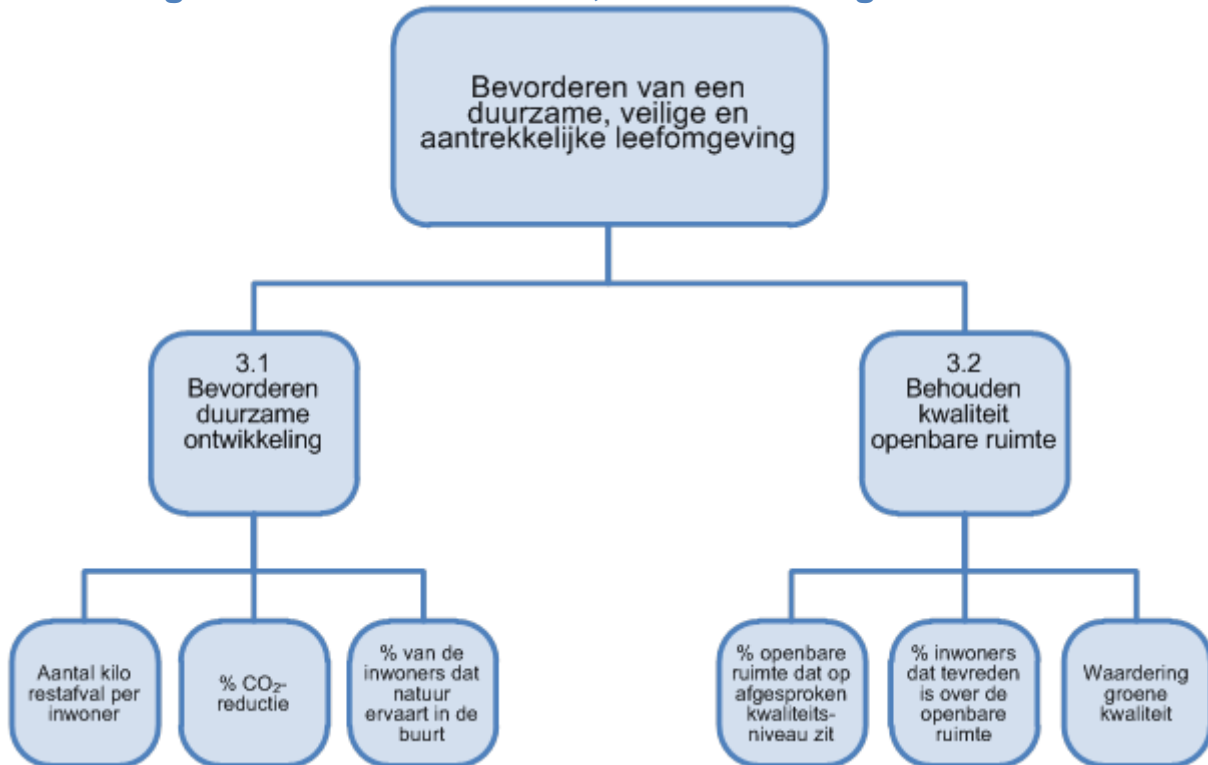 Bevorderen van een
duurzame, veilige en
aantrekkelijke leefomgeving
3.1
Bevorderen
duurzame
ontwikkeling
3.2
Behouden
kwaliteit
openbare ruimte
Aantal kilo
restafval per
inwoner
% CO₂-
reductie
% van de
inwoners dat
natuur
ervaart in de
buurt
% openbare
ruimte dat op
afgesproken
kwaliteits-
niveau zit
% inwoners
dat tevreden
is over de
openbare
ruimte
Waardering
groene
kwaliteit